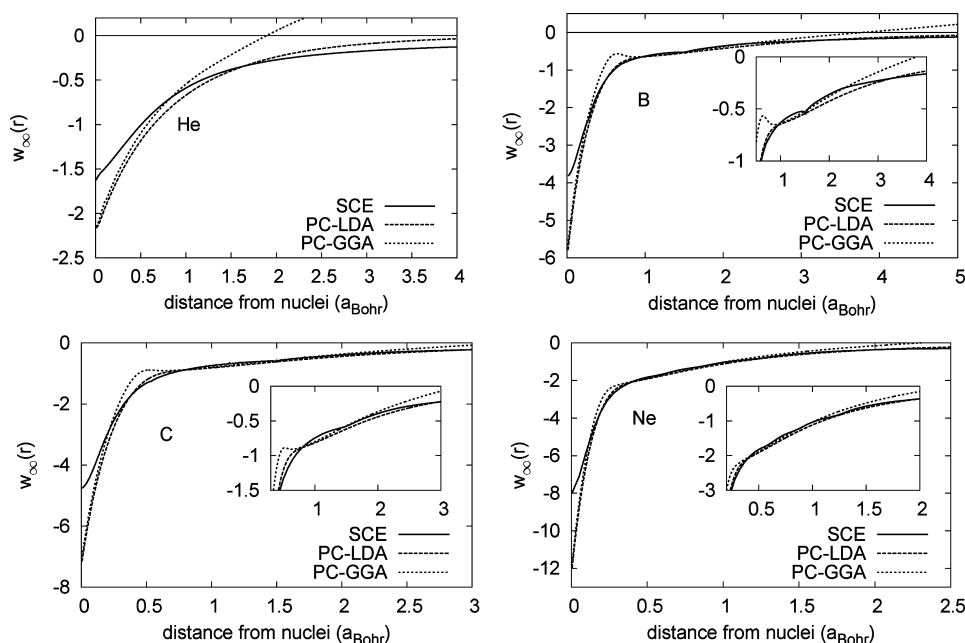 0
-0.5
-1
-1.5
-2
-2.5
w∞(r)
He
SCE
PC-LDA
PC-GGA
0 0.5 1 1.5 2 2.5 3 3.5 4
distance from nuclei (a_Bohr)
0
-1
-2
-3
-4
-5
-6
w∞(r)
B
0
-0.5
-1
1 2 3 4
SCE
PC-LDA
PC-GGA
0 1 2 3 4 5
distance from nuclei (a_Bohr)
0
-2
-4
-6
-8
w∞(r)
C
0
-0.5
-1
-1.5
1 2 3
SCE
PC-LDA
PC-GGA
0 0.5 1 1.5 2 2.5 3
distance from nuclei (a_Bohr)
0
-2
-4
-6
-8
-10
-12
w∞(r)
Ne
0
-1
-2
-3
0.5 1 1.5 2
SCE
PC-LDA
PC-GGA
0 0.5 1 1.5 2 2.5
distance from nuclei (a_Bohr)